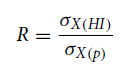 R = σX(HI) / σX(p)